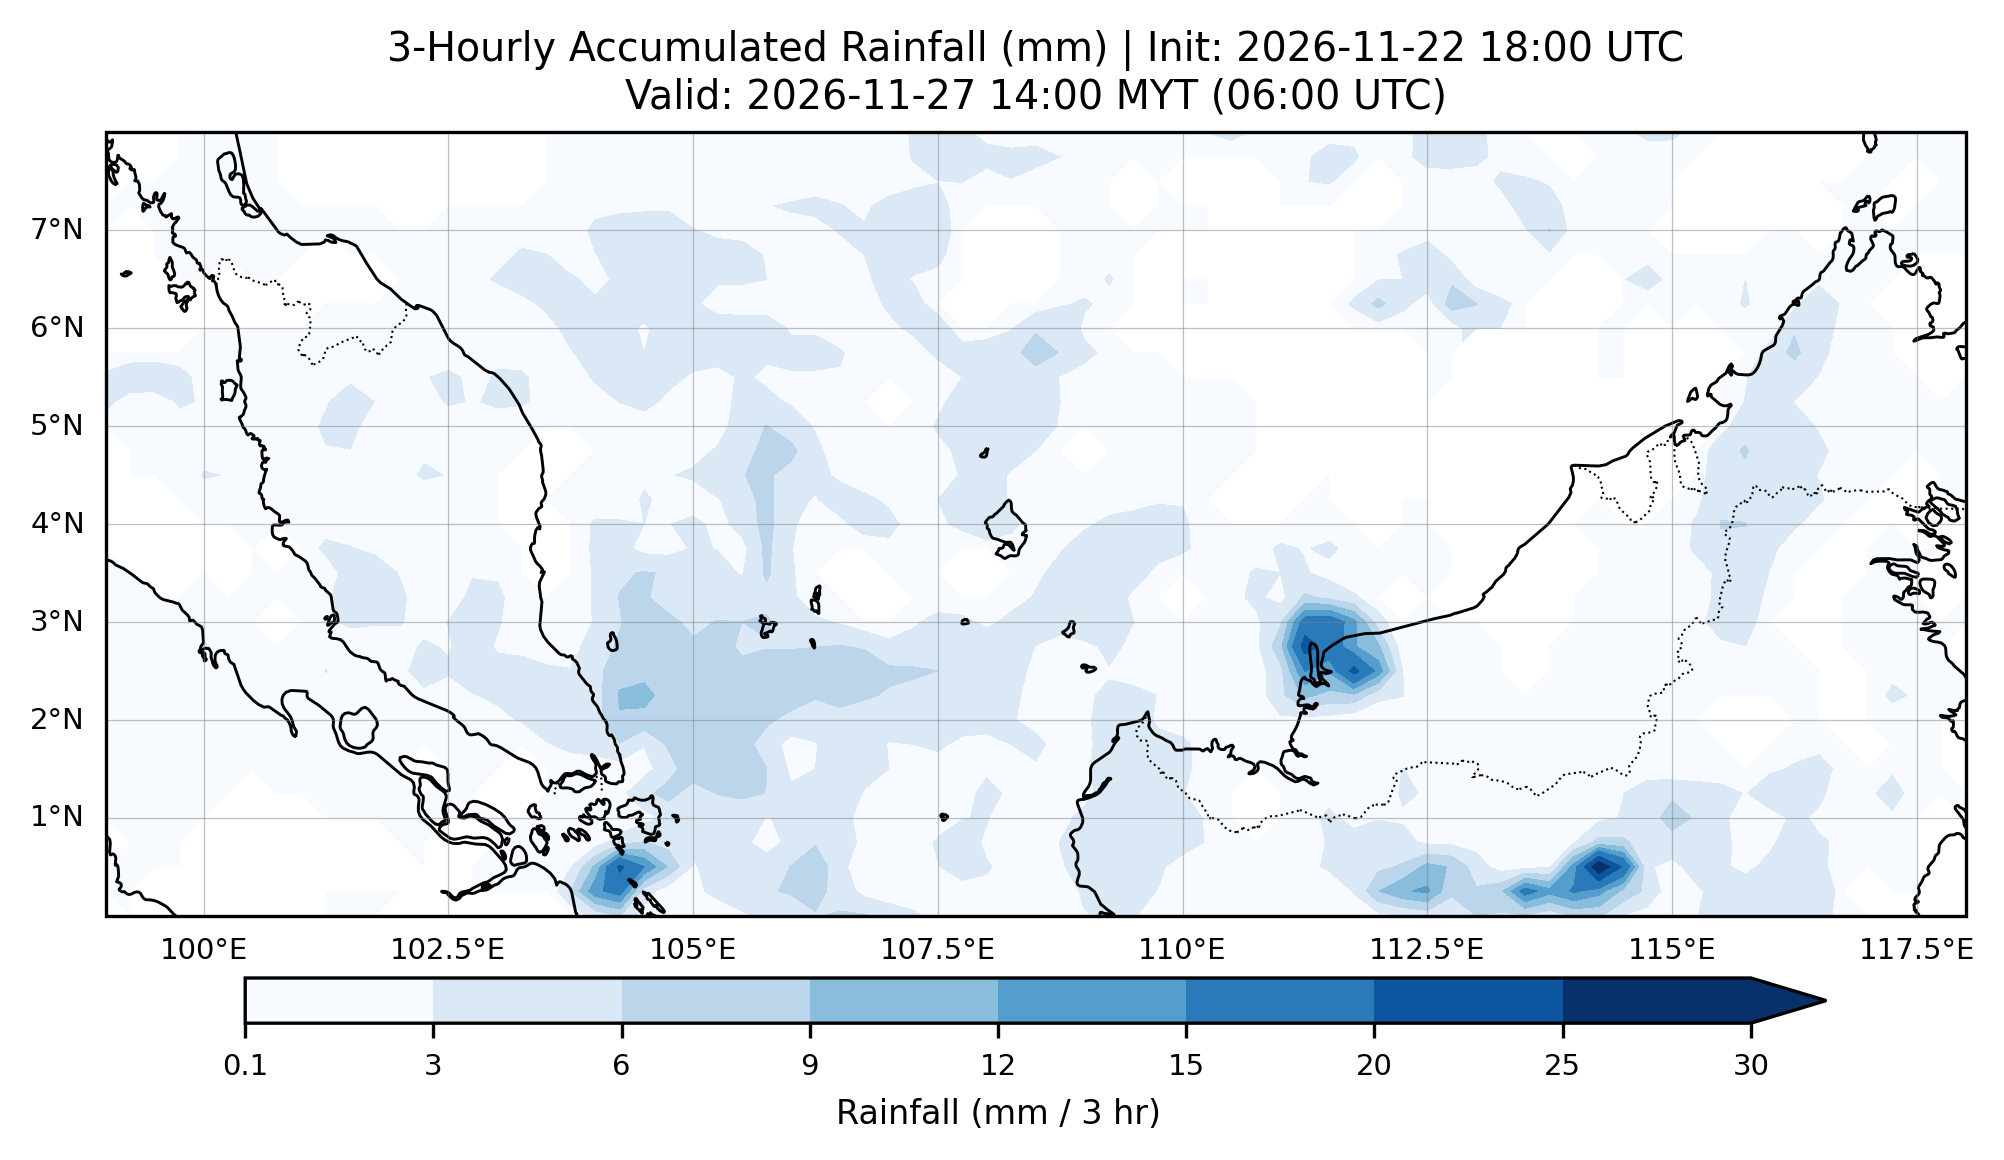 3-Hourly Accumulated Rainfall (mm) | Init: 2026-11-22 18:00 UTC
Valid: 2026-11-27 14:00 MYT (06:00 UTC)
7°N
6°N
5°N
4°N
3°N
2°N
1°N
100°E 102.5°E 105°E 107.5°E 110°E 112.5°E 115°E 117.5°E
0.1 3 6 9 12 15 20 25 30
Rainfall (mm / 3 hr)